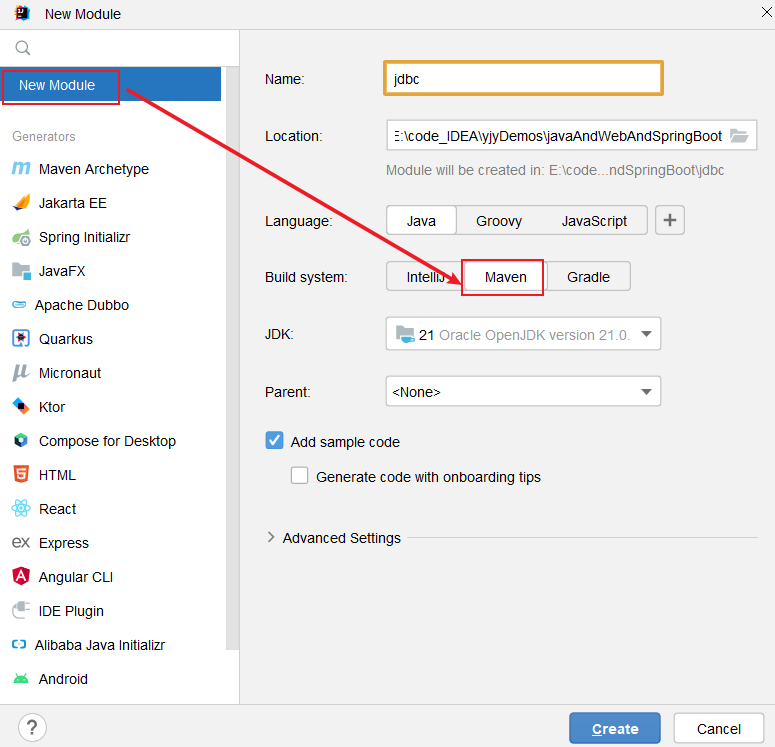 New Module
New Module
Generators
Maven Archetype
Jakarta EE
Spring Initializr
JavaFX
Apache Dubbo
Quarkus
Micronaut
Ktor
Compose for Desktop
HTML
React
ex Express
Angular CLI
IDE Plugin
Alibaba Java Initializr
Android
Name: jdbc
Location: E:\code_IDEA\yjyDemos\javaAndWebAndSpringBoot
Module will be created in: E:\code...ndSpringBoot\jdbc
Language: Java Groovy JavaScript
Build system: IntelliJ Maven Gradle
JDK: 21 Oracle OpenJDK version 21.0.
Parent: <None>
Add sample code
Generate code with onboarding tips
Advanced Settings
? Create Cancel